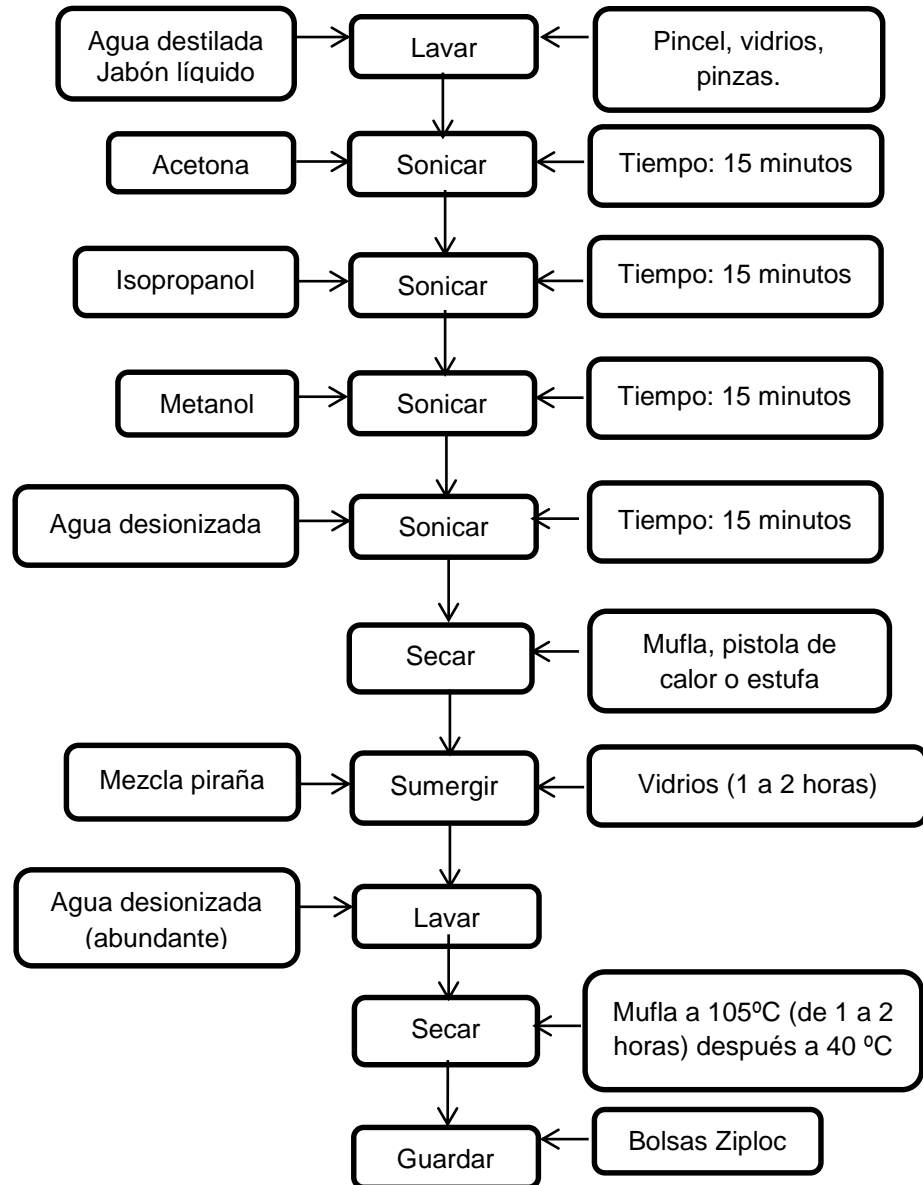 Agua destilada
Jabón líquido
Lavar
Pincel, vidrios,
pinzas.
Acetona
Sonicar
Tiempo: 15 minutos
Isopropanol
Sonicar
Tiempo: 15 minutos
Metanol
Sonicar
Tiempo: 15 minutos
Agua desionizada
Sonicar
Tiempo: 15 minutos
Secar
Mufla, pistola de
calor o estufa
Mezcla piraña
Sumergir
Vidrios (1 a 2 horas)
Agua desionizada
(abundante)
Lavar
Secar
Mufla a 105ºC (de 1 a 2
horas) después a 40 ºC
Guardar
Bolsas Ziploc